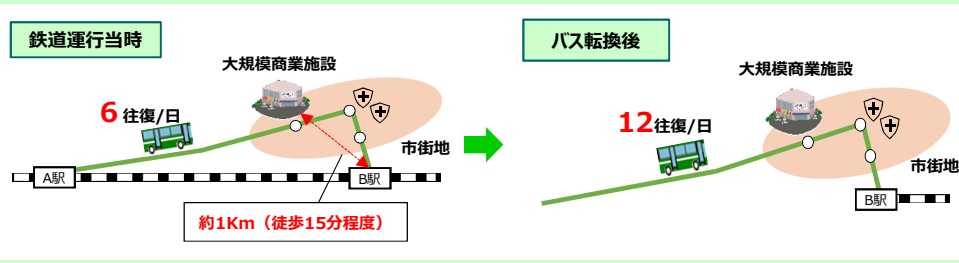 鉄道運行当時
大規模商業施設
6往復/日
市街地
A駅
B駅
約1Km（徒歩15分程度）
バス転換後
大規模商業施設
12往復/日
市街地
B駅